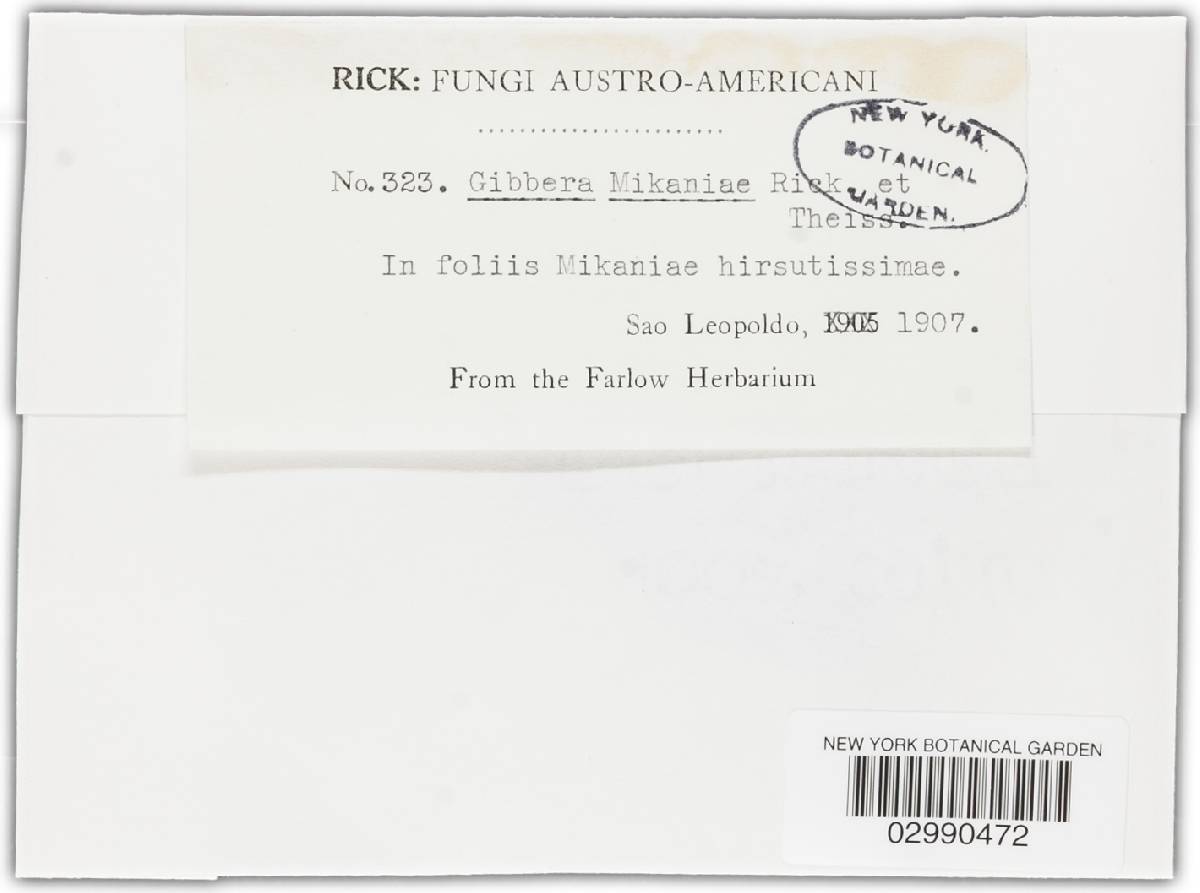 RICK: FUNGI AUSTRO-AMERICANI
NEW YORK
BOTANICAL
GARDEN.
No. 323. Gibbera Mikaniae Rick et
Theiss.
In foliis Mikaniae hirsutissimae.
Sao Leopoldo, 1905 1907.
From the Farlow Herbarium
NEW YORK BOTANICAL GARDEN
02990472